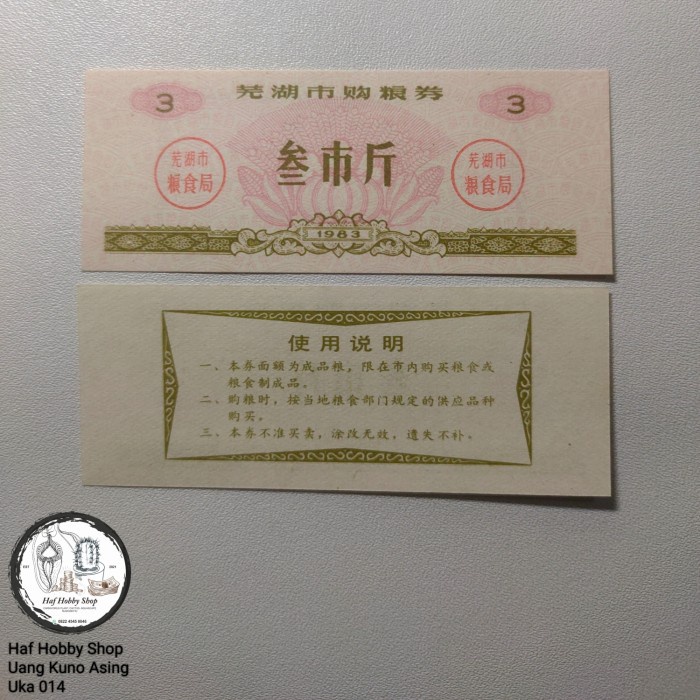 芜湖市购粮券
3
3
叁市斤
芜湖市
粮食局
芜湖市
粮食局
1983
使用说明
一、本券面额为成品粮，限在市内购买粮食或
粮食制成品。
二、购粮时，按当地粮食部门规定的供应品种
购买。
三、本券不准买卖，涂改无效，遗失不补。
Haf Hobby Shop
Haf Hobby Shop
Uang Kuno Asing
Uka 014